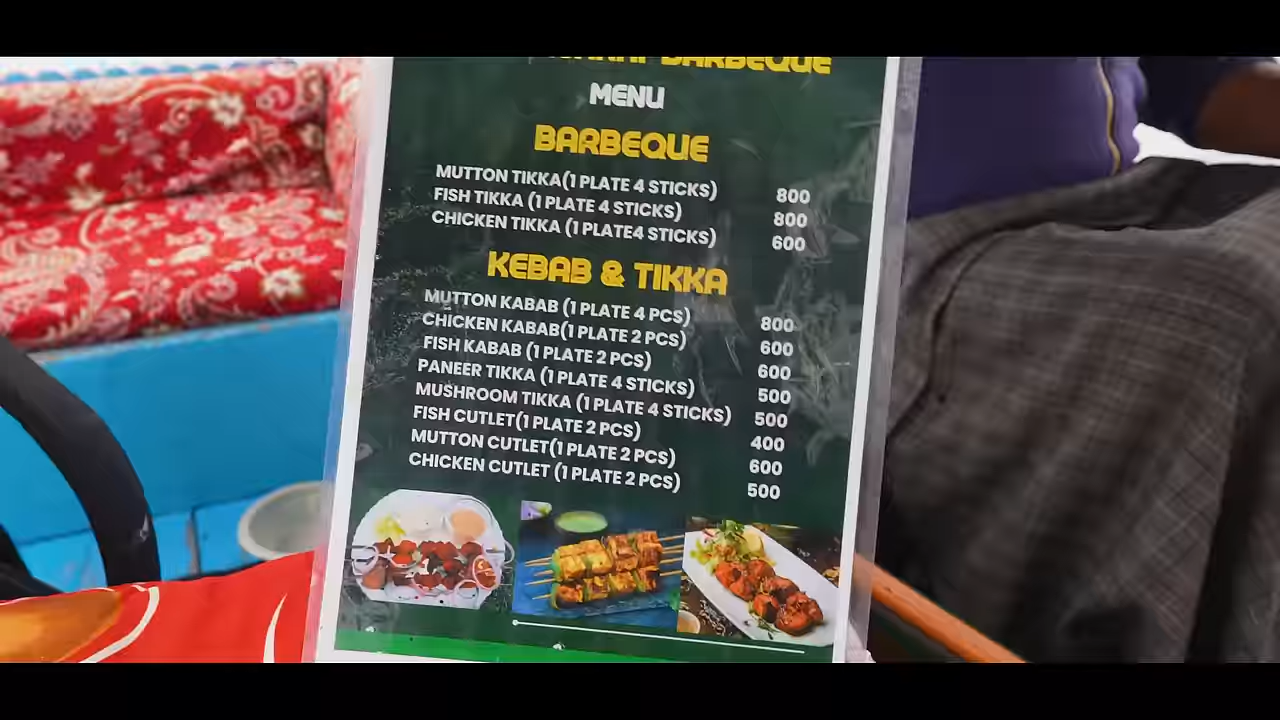 BARBEQUE
MENU
BARBEQUE
MUTTON TIKKA(1 PLATE 4 STICKS) 800
FISH TIKKA (1 PLATE 4 STICKS) 800
CHICKEN TIKKA (1 PLATE4 STICKS) 600
KEBAB & TIKKA
MUTTON KABAB (1 PLATE 4 PCS) 800
CHICKEN KABAB(1 PLATE 2 PCS) 600
FISH KABAB (1 PLATE 2 PCS) 600
PANEER TIKKA (1 PLATE 4 STICKS) 500
MUSHROOM TIKKA (1 PLATE 4 STICKS) 500
FISH CUTLET(1 PLATE 2 PCS) 400
MUTTON CUTLET(1 PLATE 2 PCS) 600
CHICKEN CUTLET (1 PLATE 2 PCS) 500